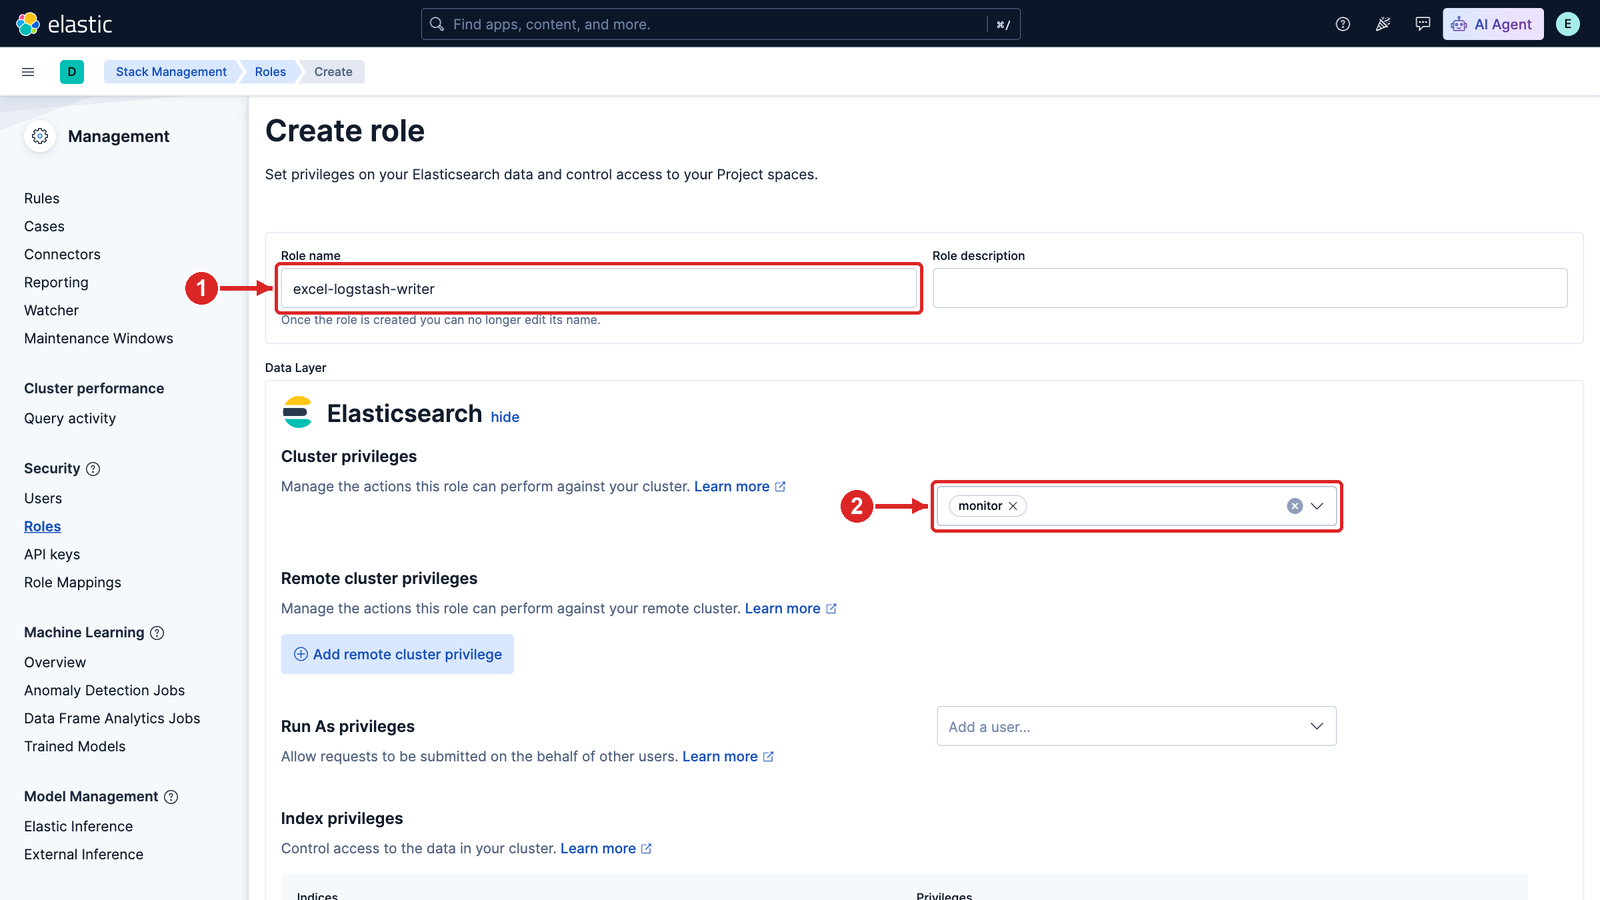 elastic
Find apps, content, and more.
⌘/
AI Agent
E
D
Stack Management
Roles
Create
Management
Rules
Cases
Connectors
Reporting
Watcher
Maintenance Windows
Cluster performance
Query activity
Security
Users
Roles
API keys
Role Mappings
Machine Learning
Overview
Anomaly Detection Jobs
Data Frame Analytics Jobs
Trained Models
Model Management
Elastic Inference
External Inference
Create role
Set privileges on your Elasticsearch data and control access to your Project spaces.
Role name
Role description
1
excel-logstash-writer
Once the role is created you can no longer edit its name.
Data Layer
Elasticsearch hide
Cluster privileges
Manage the actions this role can perform against your cluster. Learn more
2
monitor
Remote cluster privileges
Manage the actions this role can perform against your remote cluster. Learn more
Add remote cluster privilege
Run As privileges
Add a user...
Allow requests to be submitted on the behalf of other users. Learn more
Index privileges
Control access to the data in your cluster. Learn more
Indices
Privileges